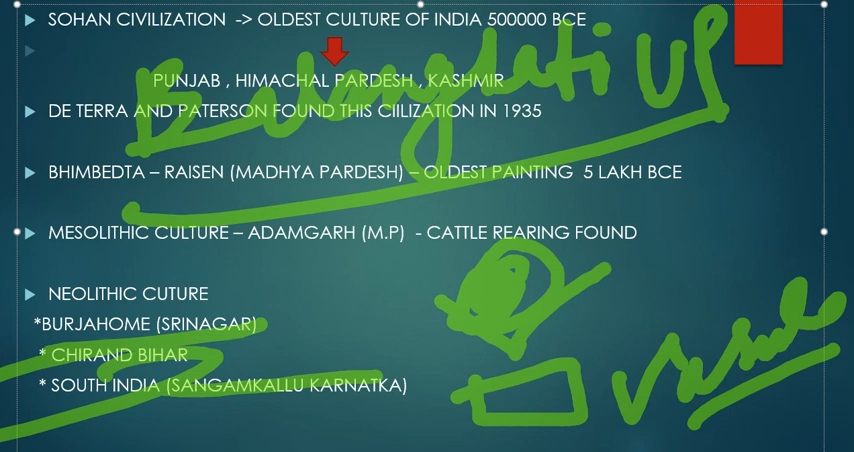 SOHAN CIVILIZATION -> OLDEST CULTURE OF INDIA 500000 BCE
PUNJAB , HIMACHAL PARDESH , KASHMIR
DE TERRA AND PATERSON FOUND THIS CIILIZATION IN 1935
BHIMBEDTA – RAISEN (MADHYA PARDESH) – OLDEST PAINTING 5 LAKH BCE
MESOLITHIC CULTURE – ADAMGARH (M.P) - CATTLE REARING FOUND
NEOLITHIC CUTURE
*BURJAHOME (SRINAGAR)
* CHIRAND BIHAR
* SOUTH INDIA (SANGAMKALLU KARNATKA)
UP